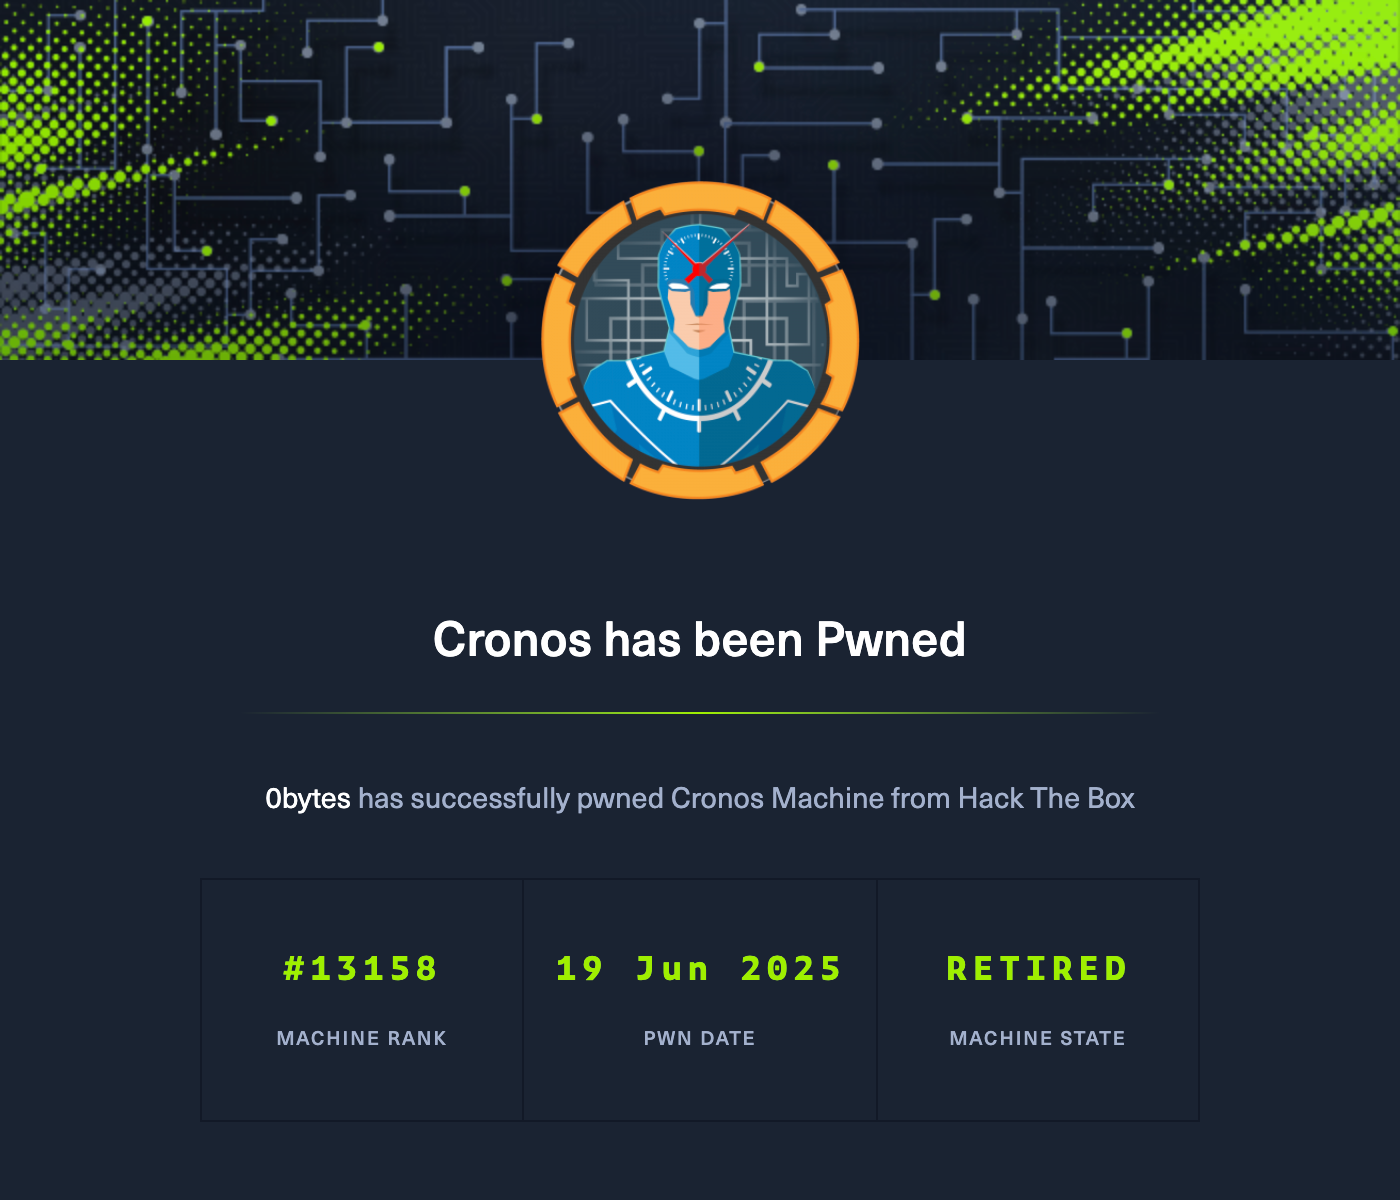 Cronos has been Pwned
0bytes has successfully pwned Cronos Machine from Hack The Box
#13158
MACHINE RANK
19 Jun 2025
PWN DATE
RETIRED
MACHINE STATE